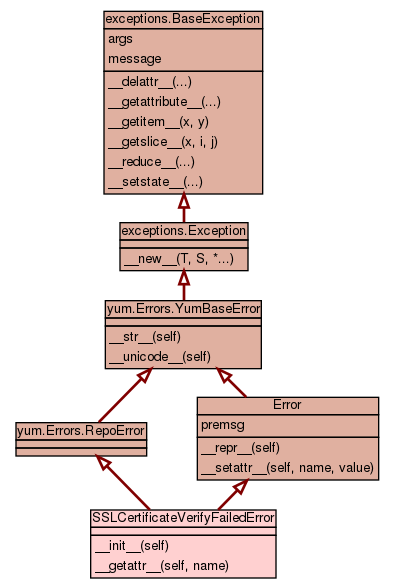 exceptions.BaseException
args
message
__delattr__(...)
__getattribute__(...)
__getitem__(x, y)
__getslice__(x, i, j)
__reduce__(...)
__setstate__(...)
exceptions.Exception
__new__(T, S, *...)
yum.Errors.YumBaseError
__str__(self)
__unicode__(self)
yum.Errors.RepoError
Error
premsg
__repr__(self)
__setattr__(self, name, value)
SSLCertificateVerifyFailedError
__init__(self)
__getattr__(self, name)